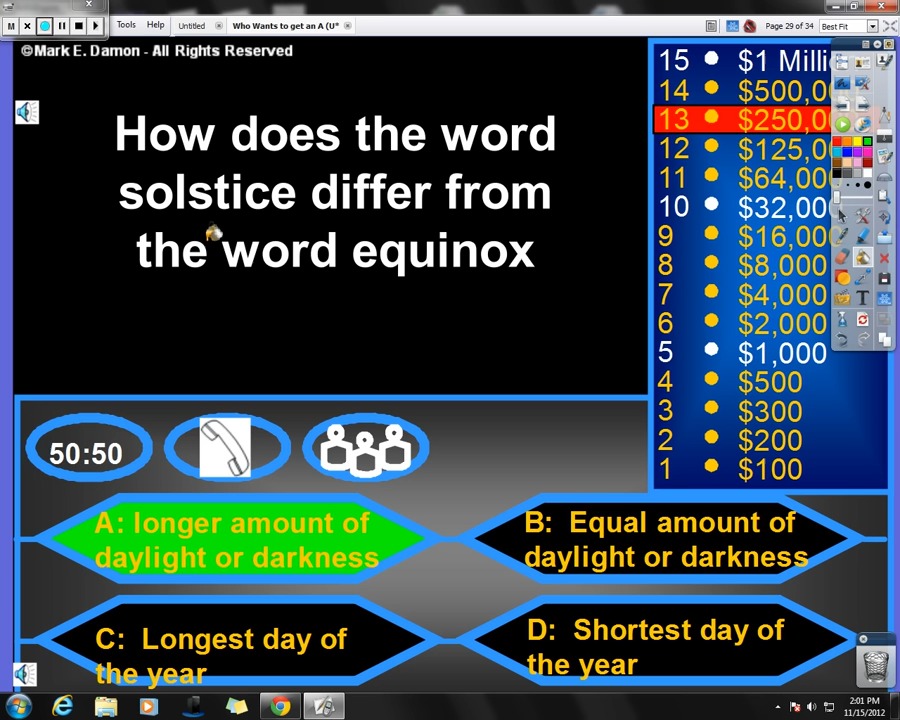 M
Tools
Help
Untitled
Who Wants to get an A (U*
Page 29 of 34
Best Fit
©Mark E. Damon - All Rights Reserved
How does the word
solstice differ from
the word equinox
15 $1 Milli
14 $500,00
13 $250,0
12 $125,0
11 $64,00
10 $32,000
9 $16,000
8 $8,000
7 $4,000
6 $2,000
5 $1,000
4 $500
3 $300
2 $200
1 $100
50:50
A: longer amount of
daylight or darkness
B: Equal amount of
daylight or darkness
C: Longest day of
the year
D: Shortest day of
the year
T
2:01 PM
11/15/2012